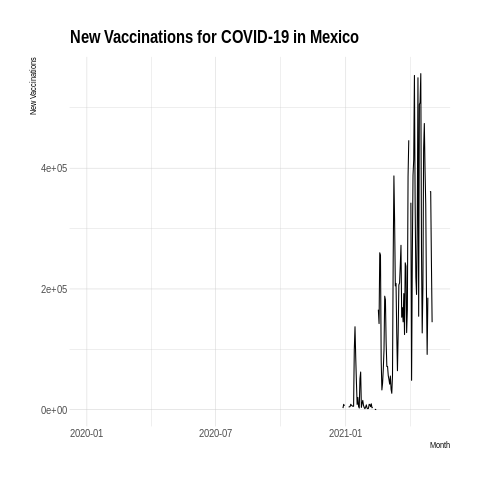 New Vaccinations for COVID-19 in Mexico
New Vaccinations
4e+05
2e+05
0e+00
2020-01 2020-07 2021-01
Month